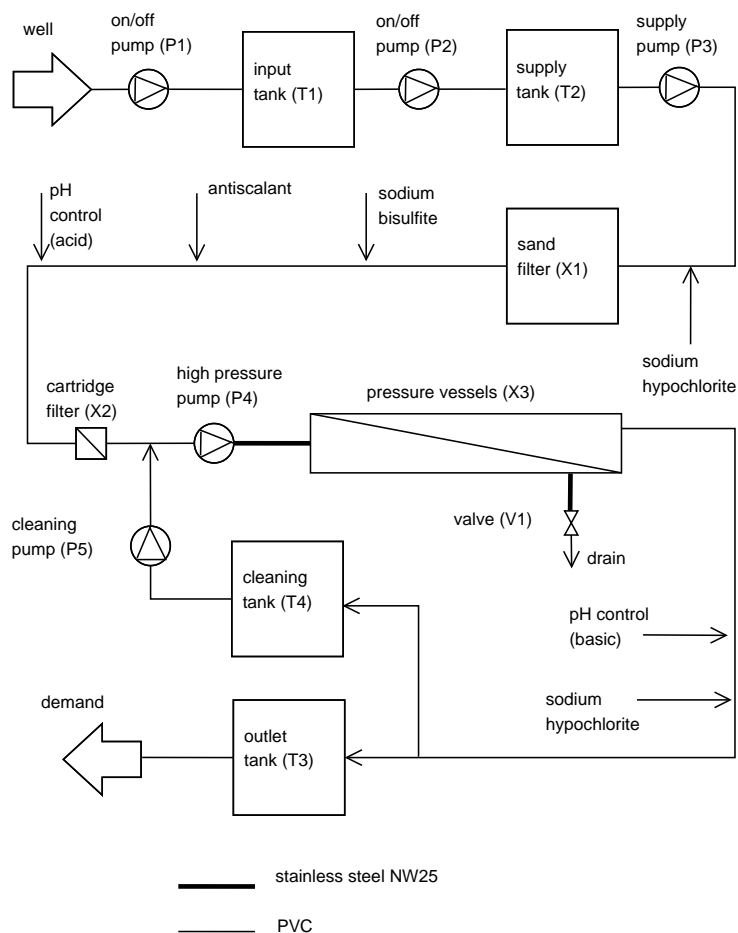 well
on/off
pump (P1)
input
tank (T1)
on/off
pump (P2)
supply
tank (T2)
supply
pump (P3)
pH
control
(acid)
antiscalant
sodium
bisulfite
sand
filter (X1)
sodium
hypochlorite
cartridge
filter (X2)
high pressure
pump (P4)
pressure vessels (X3)
cleaning
pump (P5)
cleaning
tank (T4)
valve (V1)
drain
pH control
(basic)
sodium
hypochlorite
demand
outlet
tank (T3)
stainless steel NW25
PVC